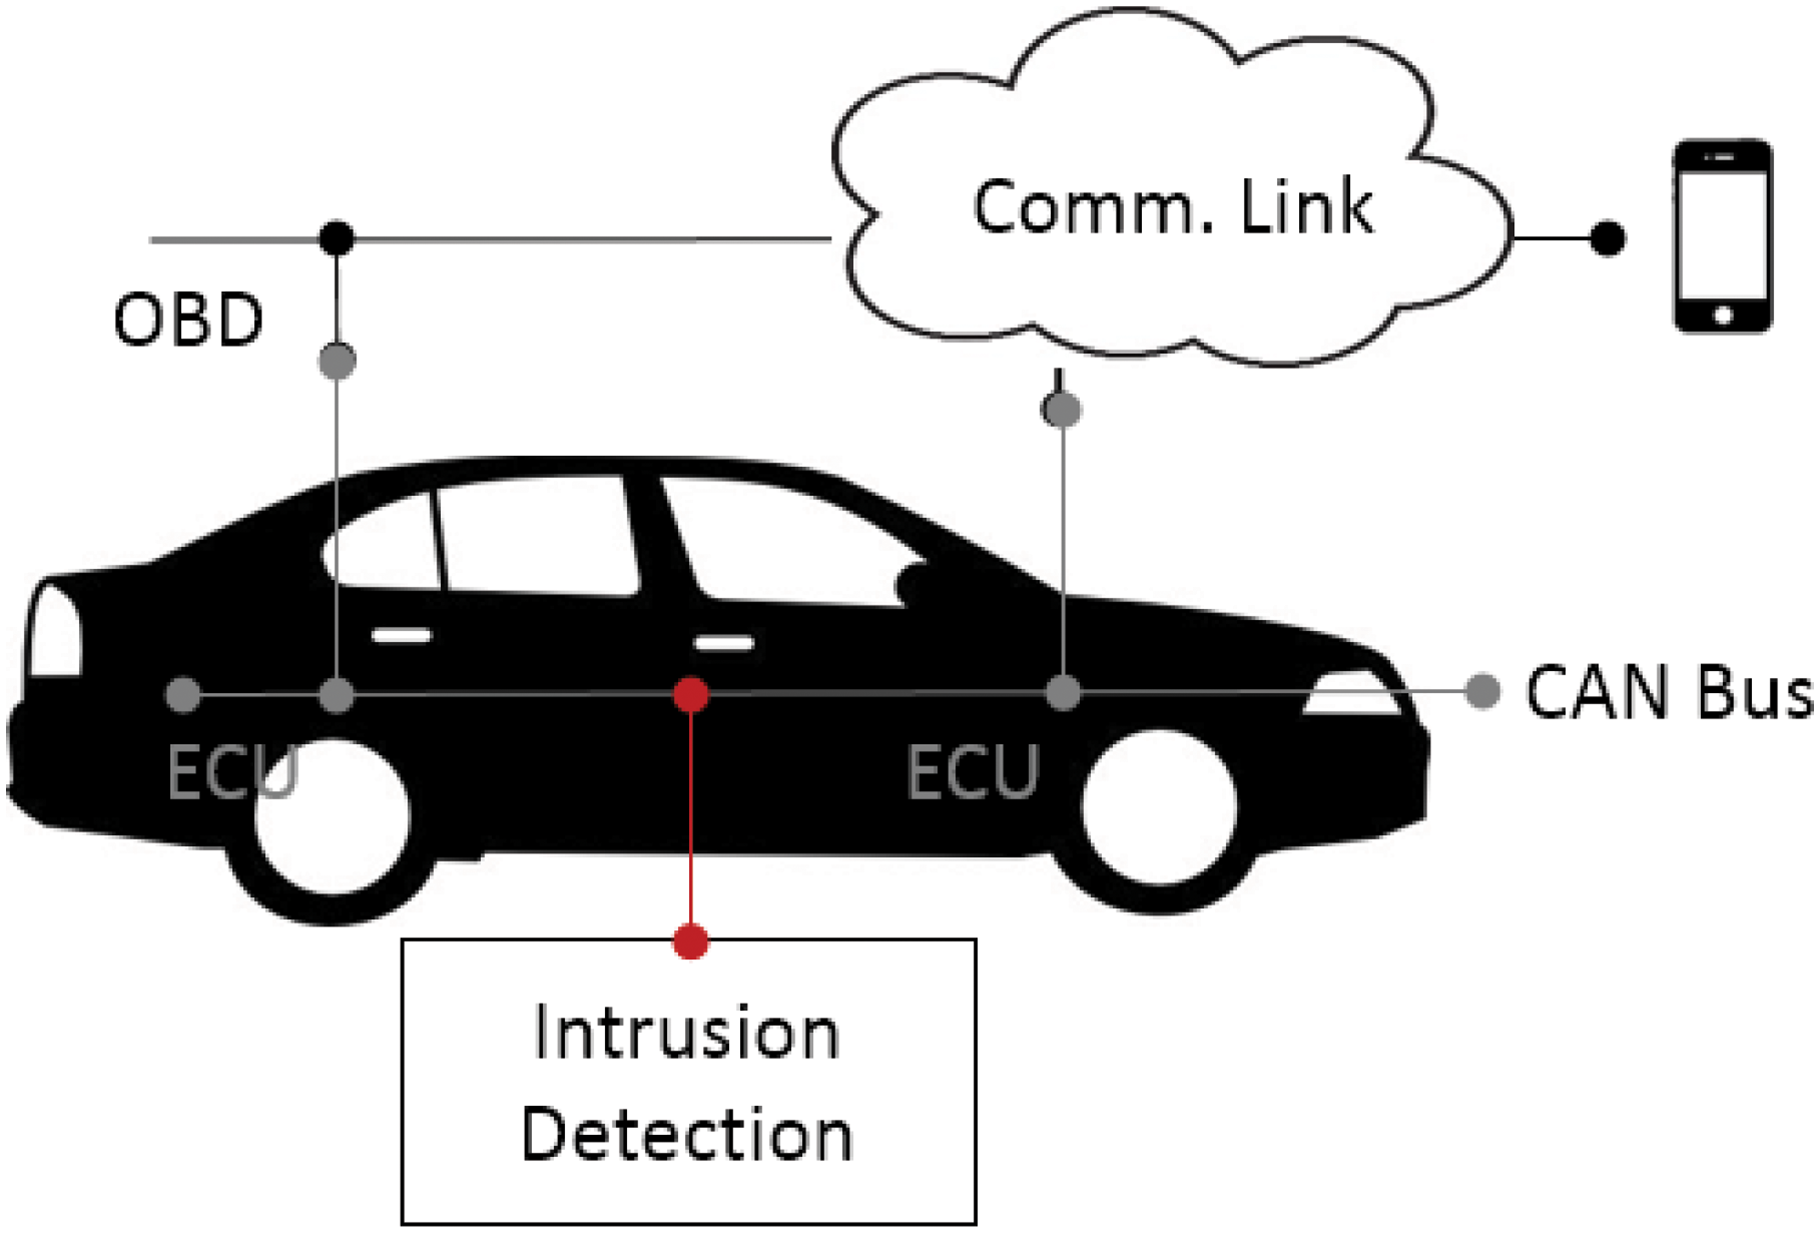 Comm. Link
OBD
CAN Bus
ECU
ECU
Intrusion
Detection